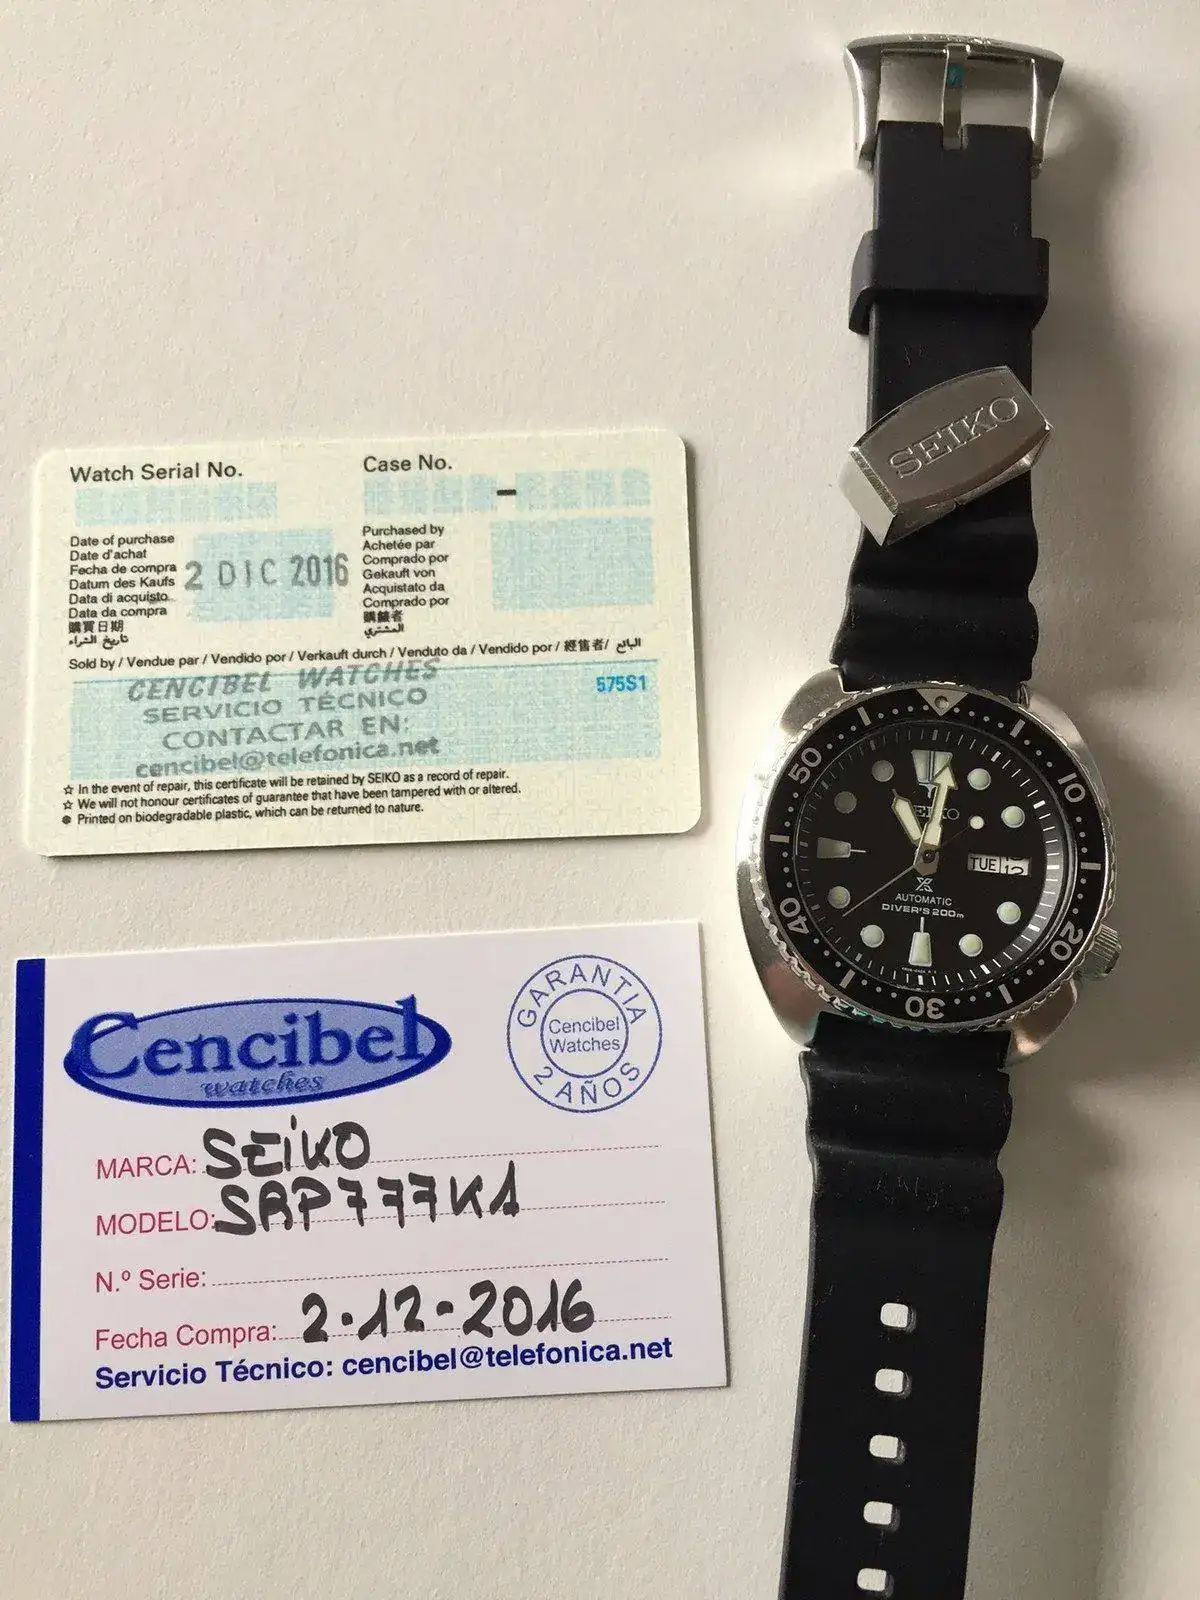 Watch Serial No.
Case No.
Date of purchase
Date d'achat
Fecha de compra
Datum des Kaufs
Data di acquisto
Data da compra
購買日期
تاريخ الشراء
2 DIC 2016
Purchased by
Achetée par
Comprado por
Gekauft von
Acquistato da
Comprado por
購鐘者
المشتري
Sold by / Vendue par / Vendido por / Verkauft durch / Venduto da / Vendido por / 經售者 / البائع
CENCIBEL WATCHES
SERVICIO TÉCNICO
CONTACTAR EN:
cencibel@telefonica.net
575S1
☆ In the event of repair, this certificate will be retained by SEIKO as a record of repair.
☆ We will not honour certificates of guarantee that have been tampered with or altered.
Printed on biodegradable plastic, which can be returned to nature.
Cencibel
watches
GARANTIA
Cencibel
Watches
2 AÑOS
MARCA: SEiKO
MODELO: SRP777K1
N.º Serie:
Fecha Compra: 2-12-2016
Servicio Técnico: cencibel@telefonica.net
SEIKO
50
10
SEIKO
TUE
AUTOMATIC
DIVER'S 200m
40
20
30